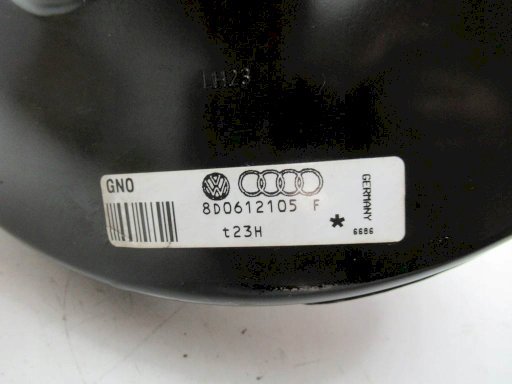 GNO
8D0612105 F
t23H
*
GERMANY
6686